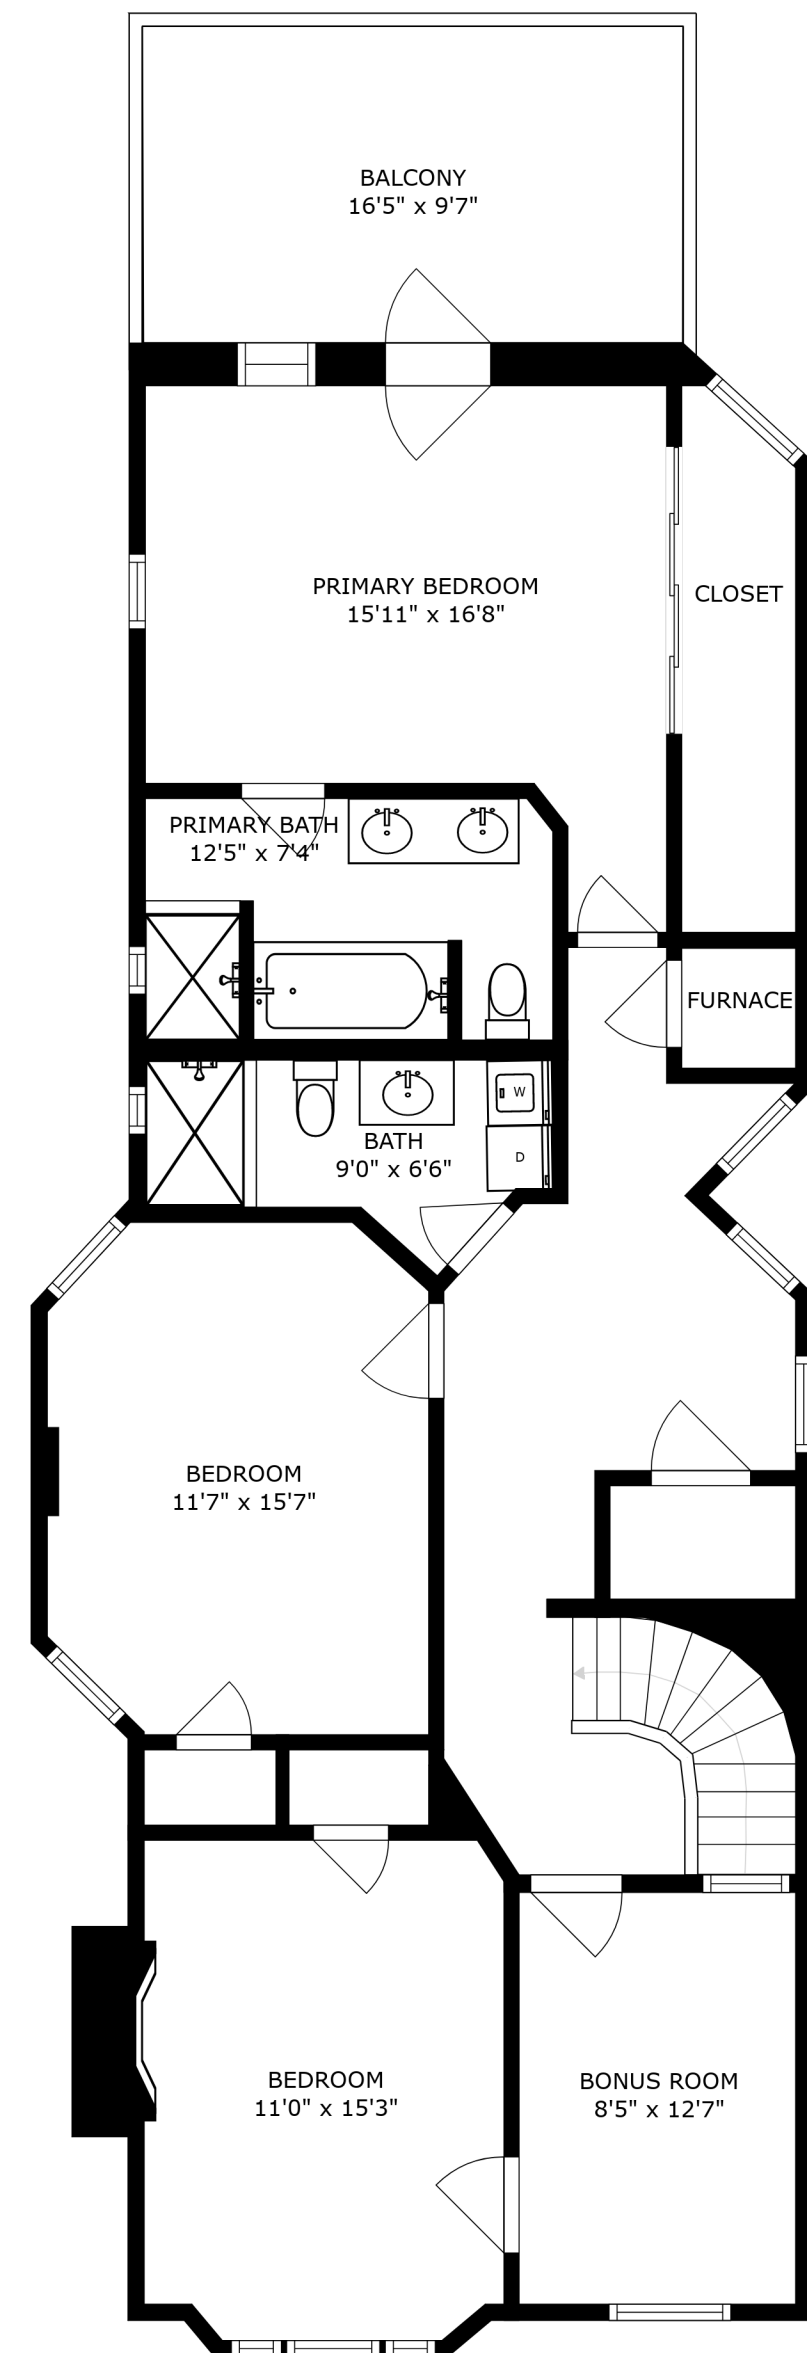 BALCONY
16'5" x 9'7"
PRIMARY BEDROOM
15'11" x 16'8"
CLOSET
PRIMARY BATH
12'5" x 7'4"
FURNACE
W
BATH
9'0" x 6'6"
D
BEDROOM
11'7" x 15'7"
BEDROOM
11'0" x 15'3"
BONUS ROOM
8'5" x 12'7"